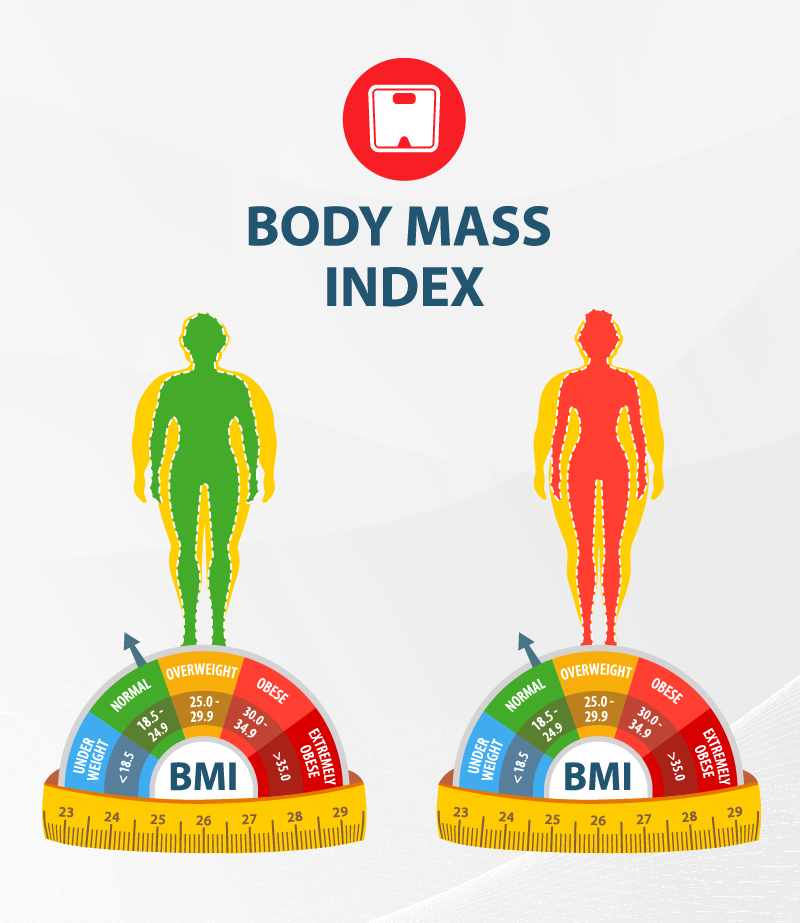 BODY MASS
INDEX
UNDER
WEIGHT
< 18.5
NORMAL
18.5 -
24.9
OVERWEIGHT
25.0 -
29.9
OBESE
30.0-
34.9
EXTREMELY
OBESE
>35.0
BMI
23 24 25 26 27 28 29
UNDER
WEIGHT
< 18.5
NORMAL
18.5 -
24.9
OVERWEIGHT
25.0 -
29.9
OBESE
30.0-
34.9
EXTREMELY
OBESE
>35.0
BMI
23 24 25 26 27 28 29